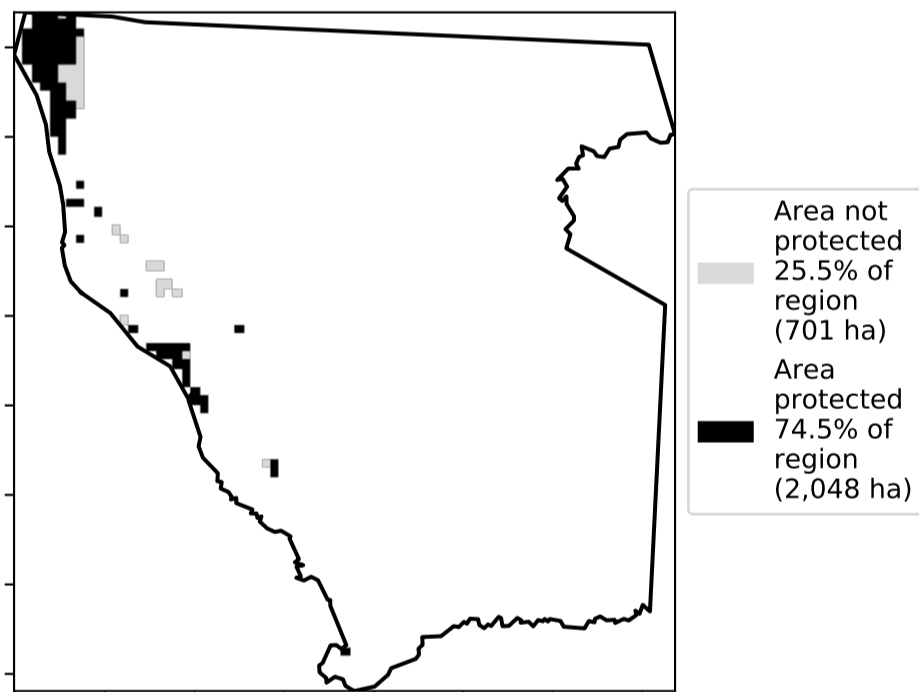 Area not
protected
25.5% of
region
(701 ha)
Area
protected
74.5% of
region
(2,048 ha)